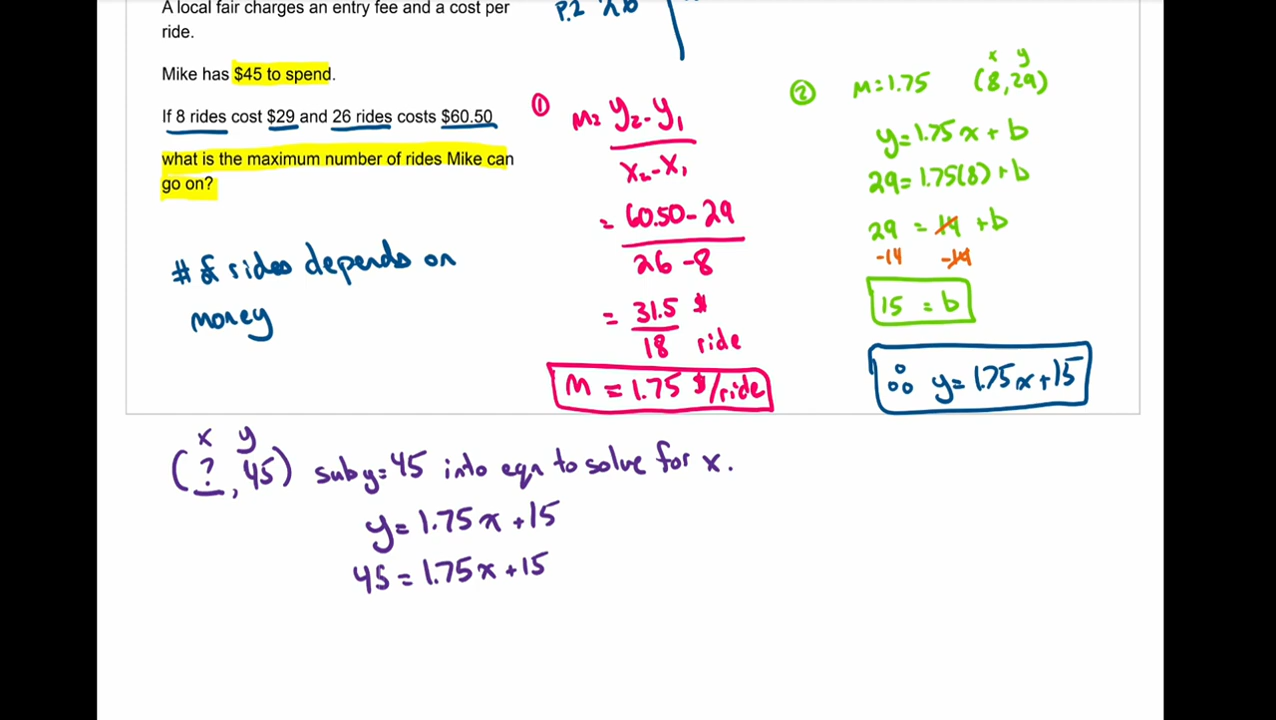 A local fair charges an entry fee and a cost per
ride.
Mike has $45 to spend.
If 8 rides cost $29 and 26 rides costs $60.50
what is the maximum number of rides Mike can
go on?
# of rides depends on
money
P.2
①
M= y₂-y₁
x₂-x₁
= 60.50-29
26-8
= 31.5 $
18 ride
M = 1.75 $/ride
②
x y
M=1.75 (8,29)
y=1.75x+b
29=1.75(8)+b
29 = 14 +b
-14 -14
15 = b
∴ y=1.75x+15
x y
(?, 45) sub y=45 into eqn to solve for x.
y=1.75x+15
45=1.75x+15